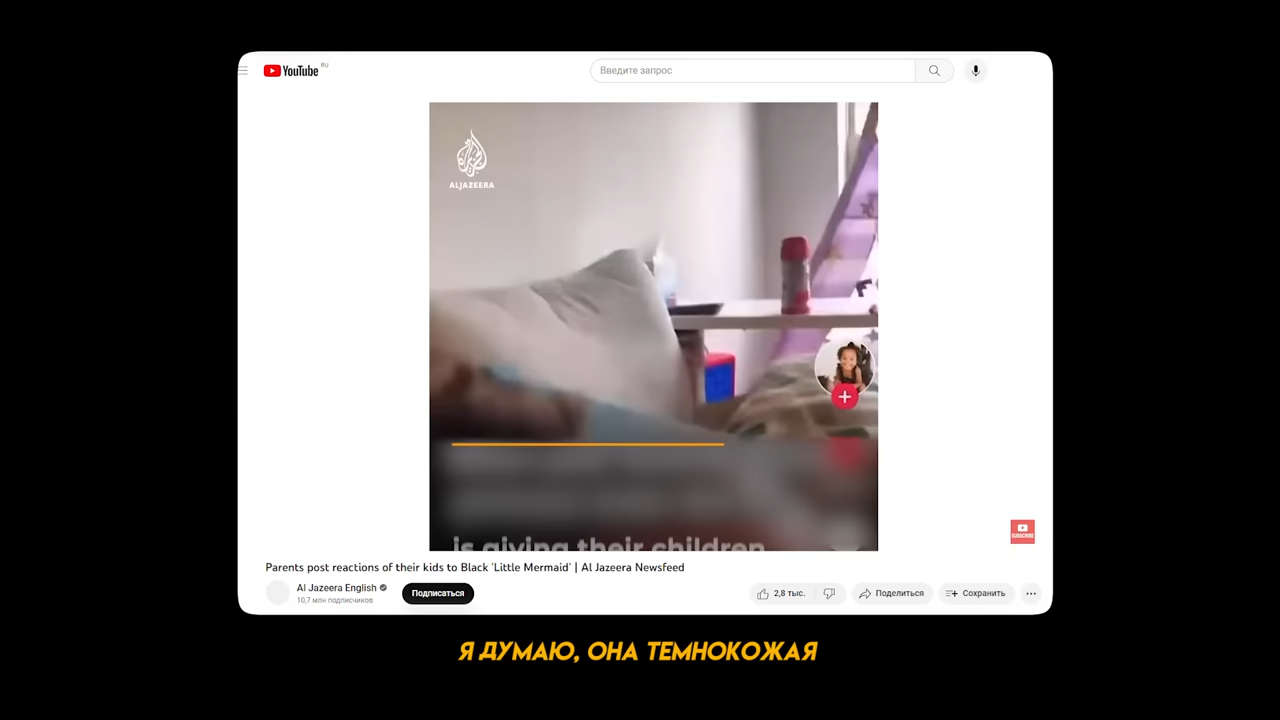 YouTube
RU
Введите запрос
ALJAZEERA
is giving their children
SUBSCRIBE
Parents post reactions of their kids to Black 'Little Mermaid' | Al Jazeera Newsfeed
Al Jazeera English
10,7 млн подписчиков
Подписаться
2,8 тыс.
Поделиться
Сохранить
Я ДУМАЮ, ОНА ТЕМНОКОЖАЯ